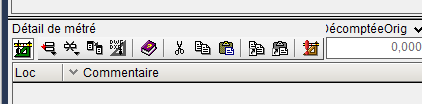 Détail de métré
écomptéeOrig
0,000
Loc Commentaire